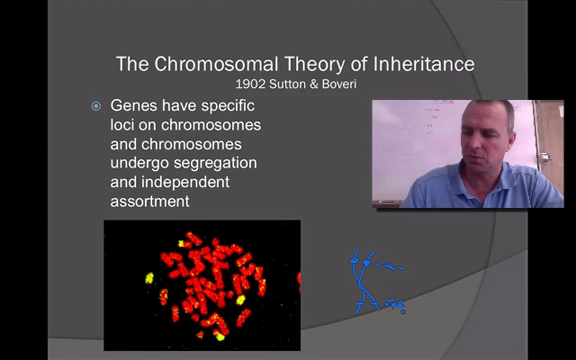 The Chromosomal Theory of Inheritance
1902 Sutton & Boveri
Genes have specific
loci on chromosomes
and chromosomes
undergo segregation
and independent
assortment